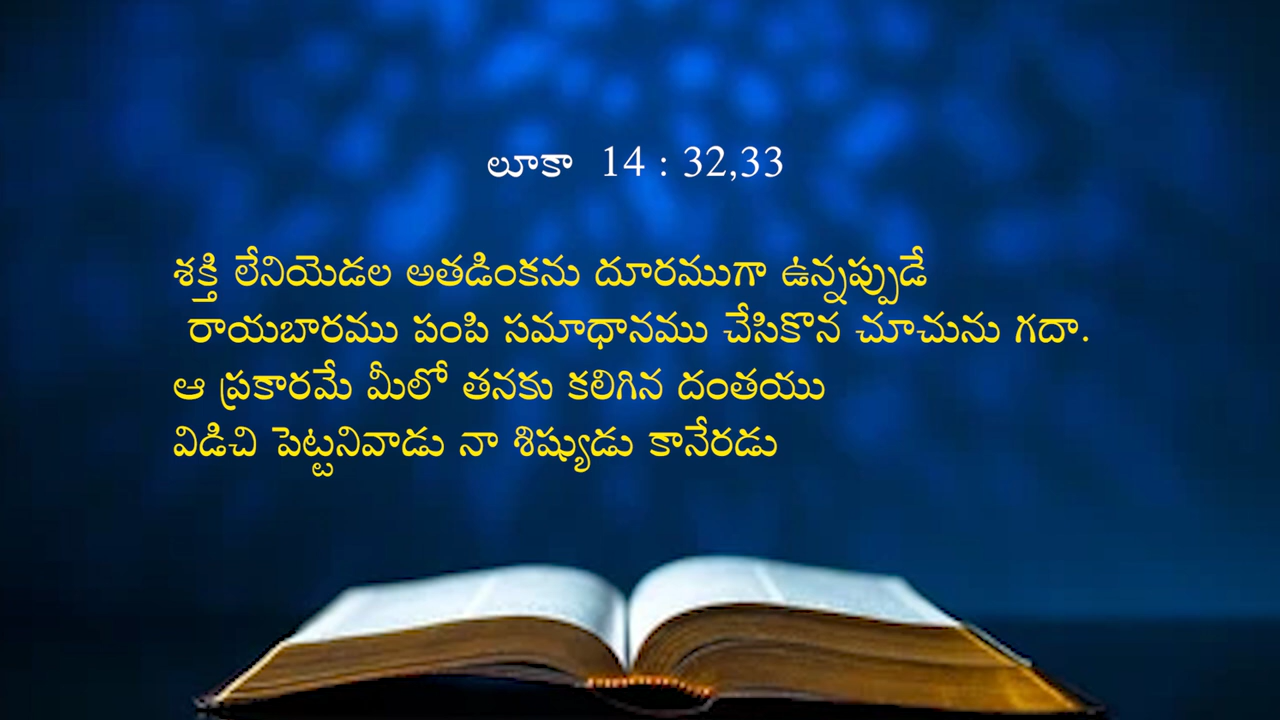 లూకా 14 : 32,33
శక్తి లేనియెడల అతడింకను దూరముగా ఉన్నప్పుడే
రాయబారము పంపి సమాధానము చేసికొన చూచును గదా.
ఆ ప్రకారమే మీలో తనకు కలిగిన దంతయు
విడిచి పెట్టనివాడు నా శిష్యుడు కానేరడు